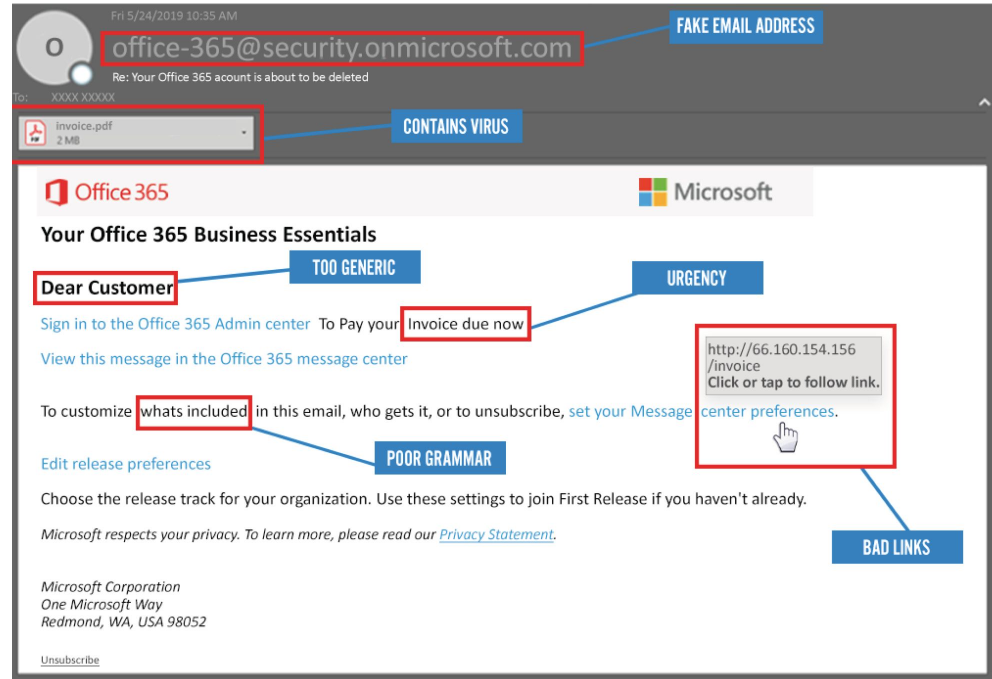 Fri 5/24/2019 10:35 AM
O
office-365@security.onmicrosoft.com
FAKE EMAIL ADDRESS
Re: Your Office 365 acount is about to be deleted
To: XXXX XXXXX
invoice.pdf
2 MB
CONTAINS VIRUS
Office 365
Microsoft
Your Office 365 Business Essentials
TOO GENERIC
URGENCY
Dear Customer
Sign in to the Office 365 Admin center To Pay your Invoice due now
View this message in the Office 365 message center
http://66.160.154.156
/invoice
Click or tap to follow link.
To customize whats included in this email, who gets it, or to unsubscribe, set your Message center preferences.
POOR GRAMMAR
Edit release preferences
Choose the release track for your organization. Use these settings to join First Release if you haven't already.
Microsoft respects your privacy. To learn more, please read our Privacy Statement.
BAD LINKS
Microsoft Corporation
One Microsoft Way
Redmond, WA, USA 98052
Unsubscribe